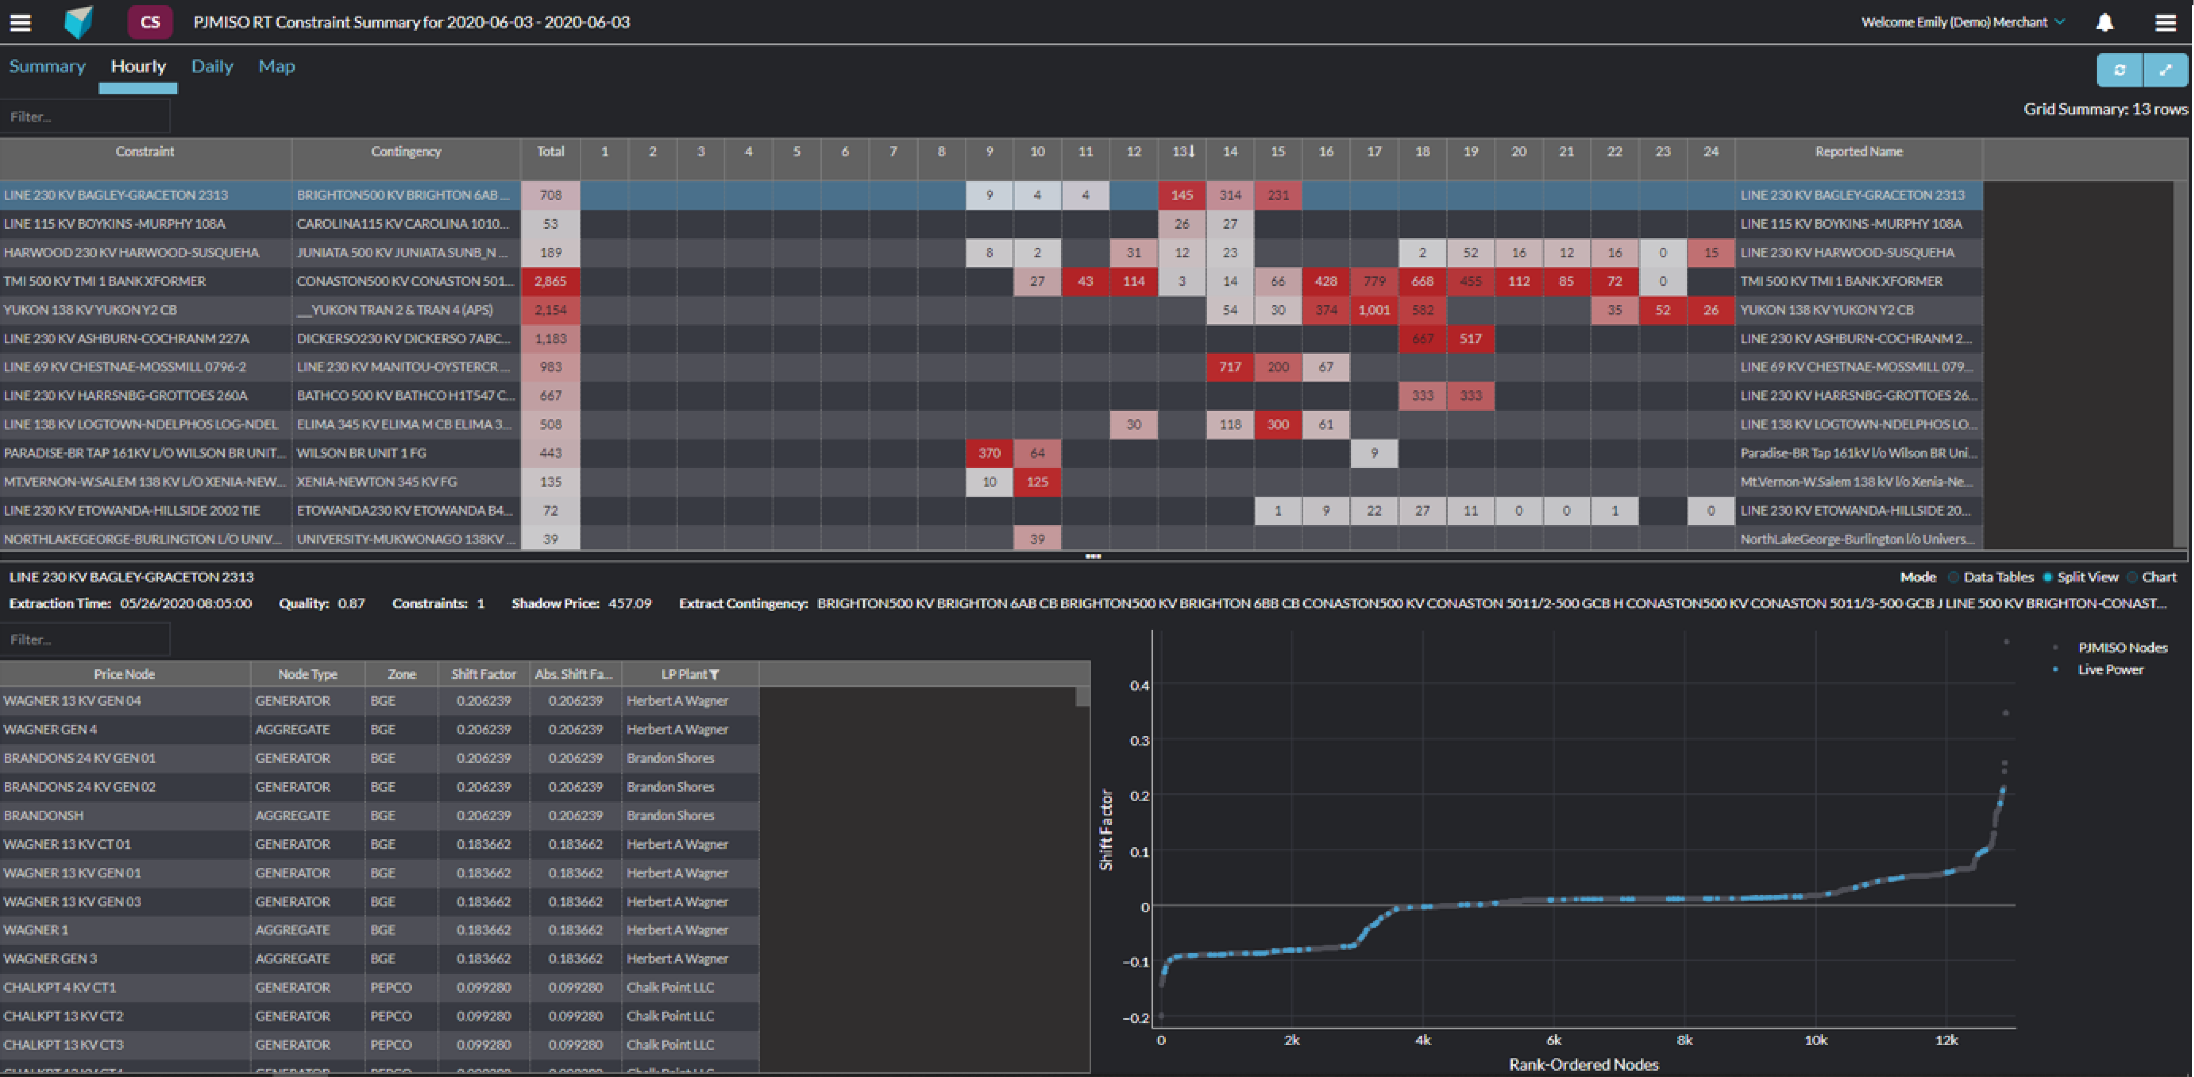 CS PJMISO RT Constraint Summary for 2020-06-03 - 2020-06-03 Welcome Emily (Demo) Merchant
Summary Hourly Daily Map
Filter...
Grid Summary: 13 rows
Constraint Contingency Total 1 2 3 4 5 6 7 8 9 10 11 12 13 14 15 16 17 18 19 20 21 22 23 24 Reported Name
LINE 230 KV BAGLEY-GRACETON 2313 BRIGHTON500 KV BRIGHTON 6AB ... 708 9 4 4 145 314 231 LINE 230 KV BAGLEY-GRACETON 2313
LINE 115 KV BOYKINS -MURPHY 108A CAROLINA115 KV CAROLINA 1010... 53 26 27 LINE 115 KV BOYKINS -MURPHY 108A
HARWOOD 230 KV HARWOOD-SUSQUEHA JUNIATA 500 KV JUNIATA SUNB_N ... 189 8 2 31 12 23 2 52 16 12 16 0 15 LINE 230 KV HARWOOD-SUSQUEHA
TMI 500 KV TMI 1 BANK XFORMER CONASTON500 KV CONASTON 501... 2,865 27 43 114 3 14 66 428 779 668 455 112 85 72 0 TMI 500 KV TMI 1 BANK XFORMER
YUKON 138 KV YUKON Y2 CB __YUKON TRAN 2 & TRAN 4 (APS) 2,154 54 30 374 1,001 582 35 52 26 YUKON 138 KV YUKON Y2 CB
LINE 230 KV ASHBURN-COCHRANM 227A DICKERSO230 KV DICKERSO 7ABC... 1,183 667 517 LINE 230 KV ASHBURN-COCHRANM 2...
LINE 69 KV CHESTNAE-MOSSMILL 0796-2 LINE 230 KV MANITOU-OYSTERCR ... 983 717 200 67 LINE 69 KV CHESTNAE-MOSSMILL 079...
LINE 230 KV HARRSNBG-GROTTOES 260A BATHCO 500 KV BATHCO H1T547 C... 667 333 333 LINE 230 KV HARRSNBG-GROTTOES 26...
LINE 138 KV LOGTOWN-NDELPHOS LOG-NDEL ELIMA 345 KV ELIMA M CB ELIMA 3... 508 30 118 300 61 LINE 138 KV LOGTOWN-NDELPHOS LO...
PARADISE-BR TAP 161KV L/O WILSON BR UNIT... WILSON BR UNIT 1 FG 443 370 64 9 Paradise-BR Tap 161kV l/o Wilson BR Uni...
MT.VERNON-W.SALEM 138 KV L/O XENIA-NEW... XENIA-NEWTON 345 KV FG 135 10 125 Mt.Vernon-W.Salem 138 kV l/o Xenia-Ne...
LINE 230 KV ETOWANDA-HILLSIDE 2002 TIE ETOWANDA230 KV ETOWANDA B4... 72 1 9 22 27 11 0 0 1 0 LINE 230 KV ETOWANDA-HILLSIDE 20...
NORTHLAKEGEORGE-BURLINGTON L/O UNIV... UNIVERSITY-MUKWONAGO 138KV ... 39 39 NorthLakeGeorge-Burlington l/o Univers...
LINE 230 KV BAGLEY-GRACETON 2313 Mode Data Tables Split View Chart
Extraction Time: 05/26/2020 08:05:00 Quality: 0.87 Constraints: 1 Shadow Price: 457.09 Extract Contingency: BRIGHTON500 KV BRIGHTON 6AB CB BRIGHTON500 KV BRIGHTON 6BB CB CONASTON500 KV CONASTON 5011/2-500 GCB H CONASTON500 KV CONASTON 5011/3-500 GCB J LINE 500 KV BRIGHTON-CONAST...
Filter...
Price Node Node Type Zone Shift Factor Abs. Shift Fa... LP Plant
WAGNER 13 KV GEN 04 GENERATOR BGE 0.206239 0.206239 Herbert A Wagner
WAGNER GEN 4 AGGREGATE BGE 0.206239 0.206239 Herbert A Wagner
BRANDONS 24 KV GEN 01 GENERATOR BGE 0.206239 0.206239 Brandon Shores
BRANDONS 24 KV GEN 02 GENERATOR BGE 0.206239 0.206239 Brandon Shores
BRANDONSH AGGREGATE BGE 0.206239 0.206239 Brandon Shores
WAGNER 13 KV CT 01 GENERATOR BGE 0.183662 0.183662 Herbert A Wagner
WAGNER 13 KV GEN 01 GENERATOR BGE 0.183662 0.183662 Herbert A Wagner
WAGNER 13 KV GEN 03 GENERATOR BGE 0.183662 0.183662 Herbert A Wagner
WAGNER 1 AGGREGATE BGE 0.183662 0.183662 Herbert A Wagner
WAGNER GEN 3 AGGREGATE BGE 0.183662 0.183662 Herbert A Wagner
CHALKPT 4 KV CT1 GENERATOR PEPCO 0.099280 0.099280 Chalk Point LLC
CHALKPT 13 KV CT2 GENERATOR PEPCO 0.099280 0.099280 Chalk Point LLC
CHALKPT 13 KV CT3 GENERATOR PEPCO 0.099280 0.099280 Chalk Point LLC
PJMISO Nodes
Live Power
0.4
0.3
0.2
0.1
0
−0.1
−0.2
Shift Factor
0 2k 4k 6k 8k 10k 12k
Rank-Ordered Nodes